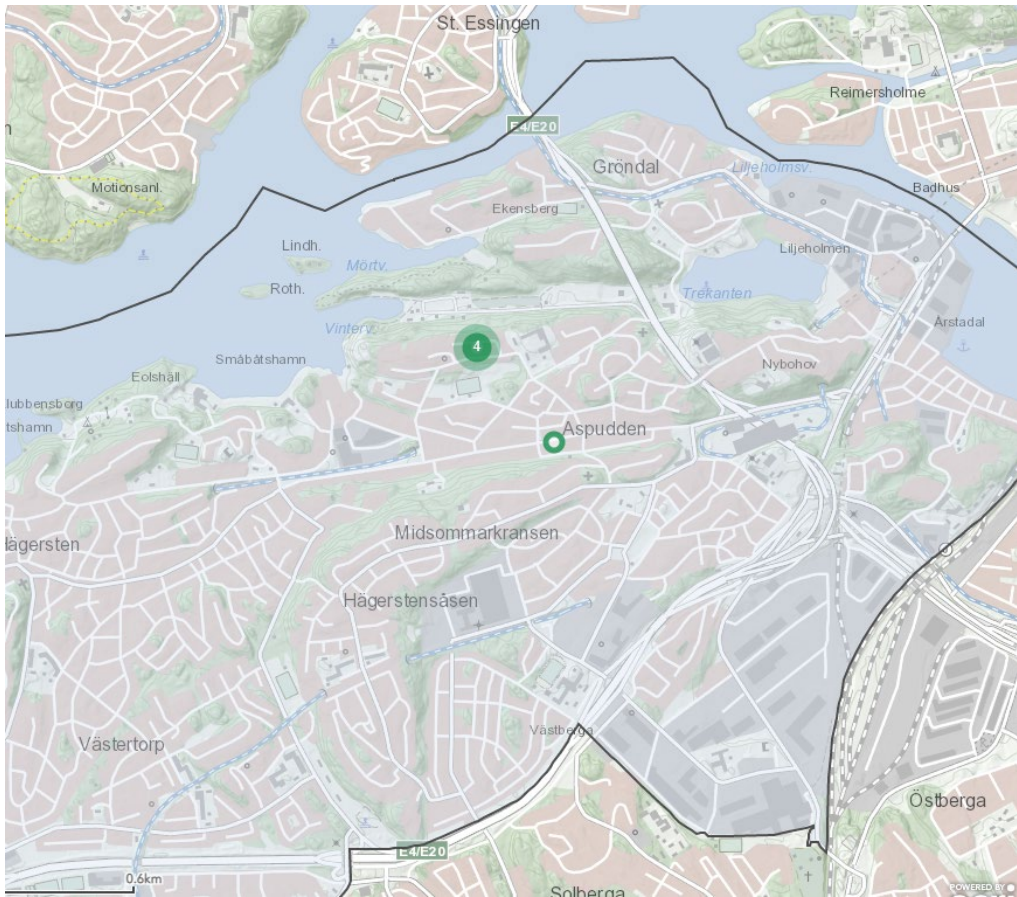 St. Essingen
Reimersholme
E4/E20
Gröndal
Liljeholmsv.
Motionsanl.
Badhus
Ekensberg
Lindh.
Liljeholmen
Mörtv.
Roth.
Trekanten
Vinterv.
Årstadal
4
Småbåtshamn
Nybohov
Eolshäll
lubbensborg
tshamn
Aspudden
Midsommarkransen
Hägersten
Hägerstensåsen
Västberga
Västertorp
Östberga
E4/E20
0.6km
Solberga
POWERED BY